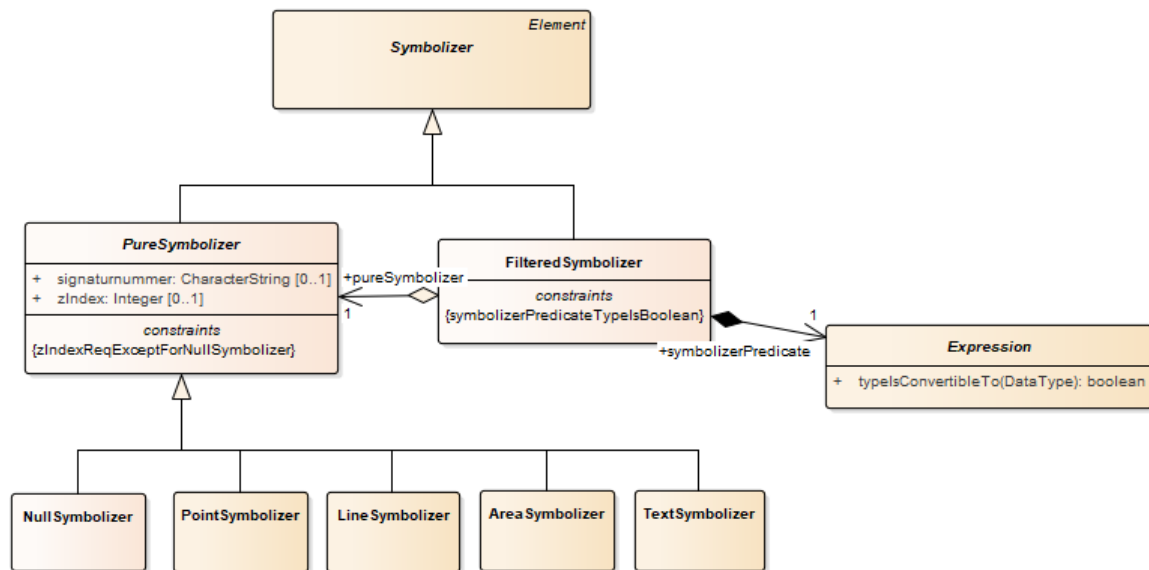 Element
Symbolizer
PureSymbolizer
+ signaturnummer: CharacterString [0..1]
+ zIndex: Integer [0..1]
constraints
{zIndexReqExceptForNullSymbolizer}
+pureSymbolizer
1
FilteredSymbolizer
constraints
{symbolizerPredicateTypeIsBoolean}
1
+symbolizerPredicate
Expression
+ typeIsConvertibleTo(DataType): boolean
NullSymbolizer
PointSymbolizer
LineSymbolizer
AreaSymbolizer
TextSymbolizer